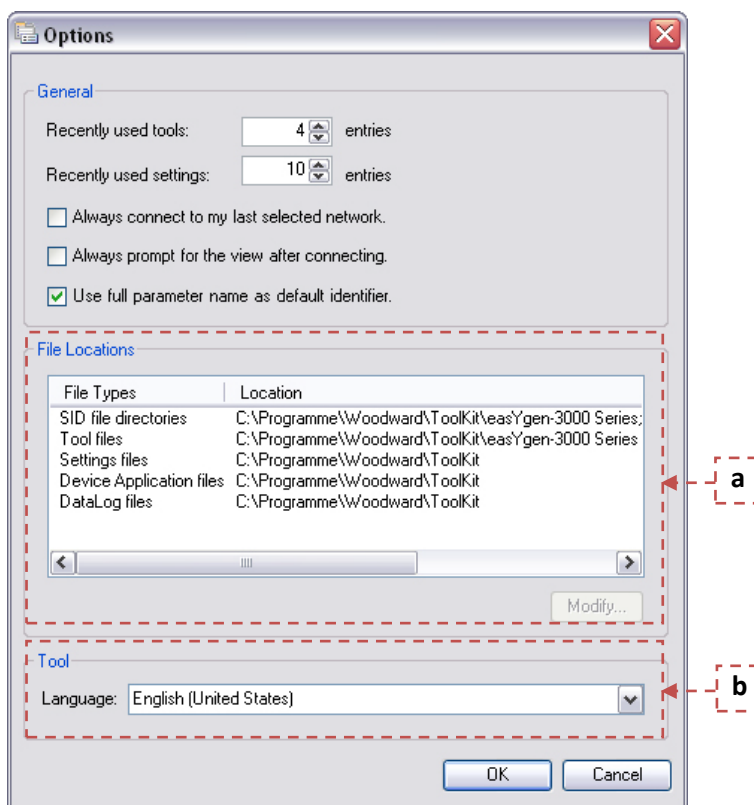 Options
General
Recently used tools: 4 entries
Recently used settings: 10 entries
Always connect to my last selected network.
Always prompt for the view after connecting.
Use full parameter name as default identifier.
File Locations
File Types Location
SID file directories C:\Programme\Woodward\ToolKit\easYgen-3000 Series;
Tool files C:\Programme\Woodward\ToolKit\easYgen-3000 Series
Settings files C:\Programme\Woodward\ToolKit
Device Application files C:\Programme\Woodward\ToolKit
DataLog files C:\Programme\Woodward\ToolKit
a
Modify...
Tool
Language: English (United States)
b
OK Cancel